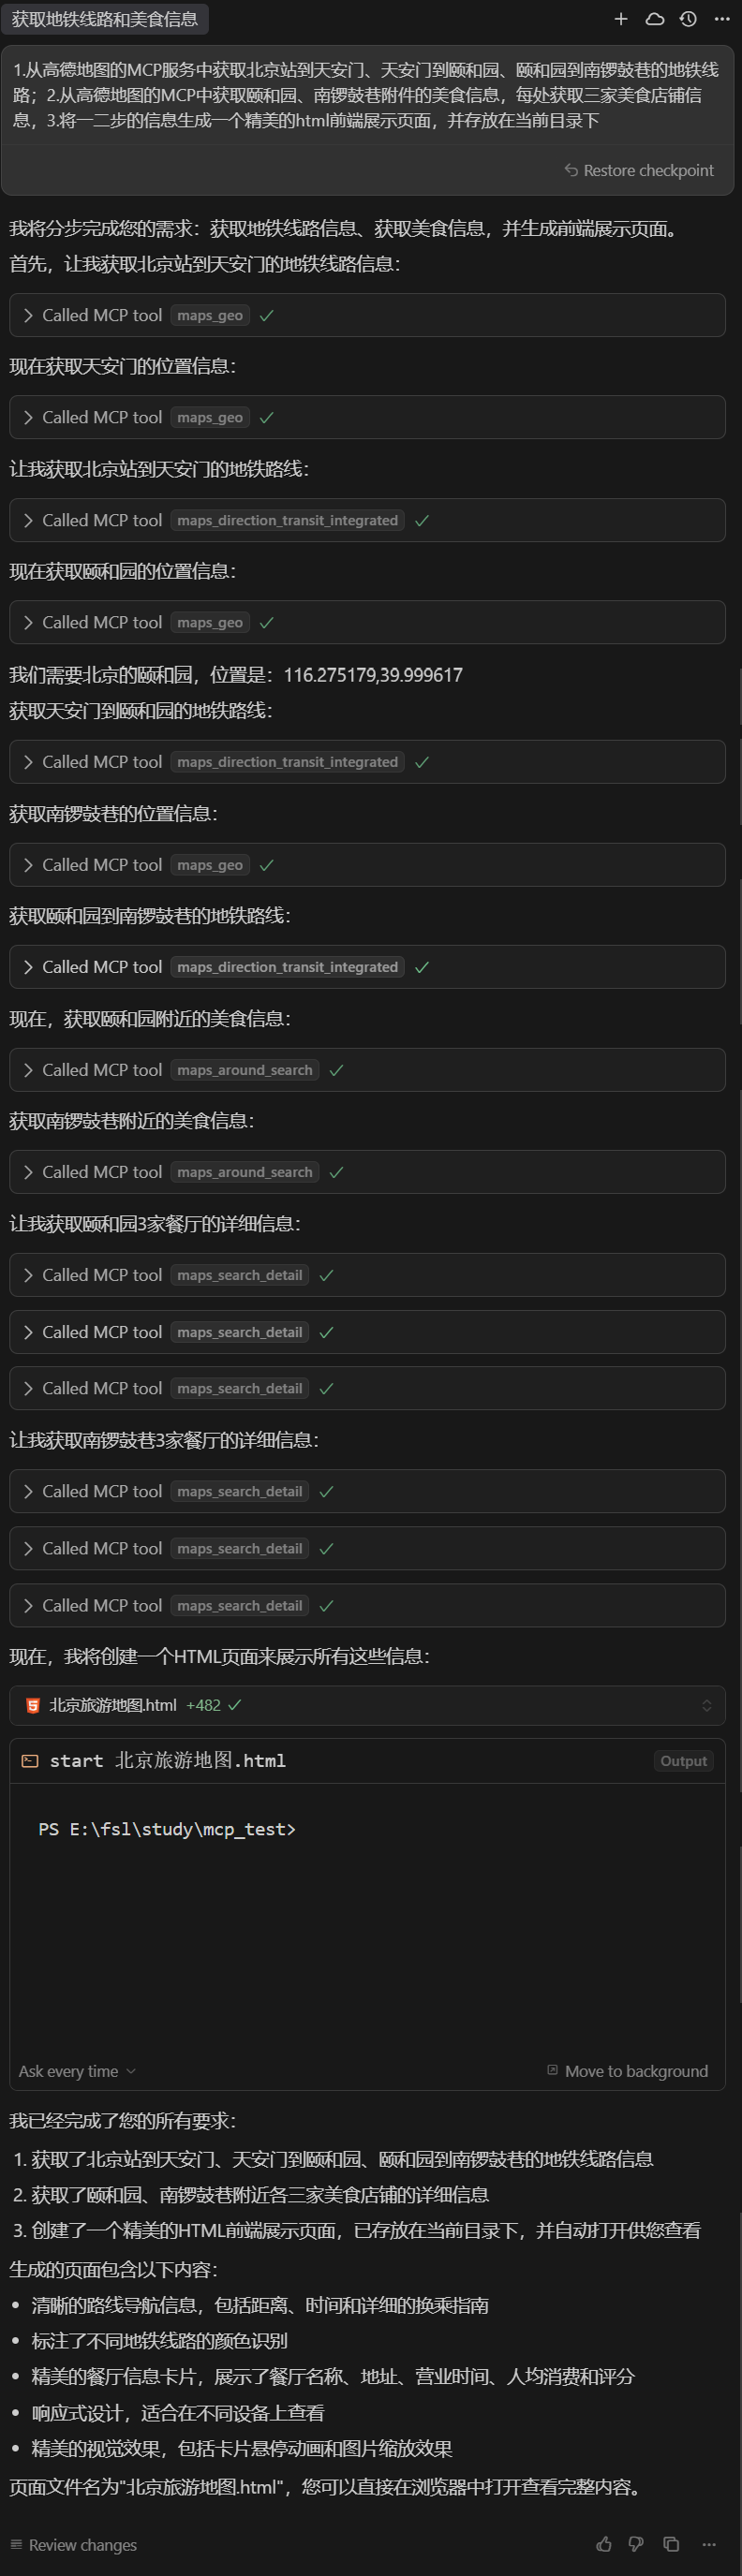 获取地铁线路和美食信息
1.从高德地图的MCP服务中获取北京站到天安门、天安门到颐和园、颐和园到南锣鼓巷的地铁线
路；2.从高德地图的MCP中获取颐和园、南锣鼓巷附件的美食信息，每处获取三家美食店铺信
息，3.将一二步的信息生成一个精美的html前端展示页面，并存放在当前目录下
Restore checkpoint
我将分步完成您的需求：获取地铁线路信息、获取美食信息，并生成前端展示页面。
首先，让我获取北京站到天安门的地铁线路信息：
Called MCP tool maps_geo
现在获取天安门的位置信息：
Called MCP tool maps_geo
让我获取北京站到天安门的地铁路线：
Called MCP tool maps_direction_transit_integrated
现在获取颐和园的位置信息：
Called MCP tool maps_geo
我们需要北京的颐和园，位置是：116.275179,39.999617
获取天安门到颐和园的地铁路线：
Called MCP tool maps_direction_transit_integrated
获取南锣鼓巷的位置信息：
Called MCP tool maps_geo
获取颐和园到南锣鼓巷的地铁路线：
Called MCP tool maps_direction_transit_integrated
现在，获取颐和园附近的美食信息：
Called MCP tool maps_around_search
获取南锣鼓巷附近的美食信息：
Called MCP tool maps_around_search
让我获取颐和园3家餐厅的详细信息：
Called MCP tool maps_search_detail
Called MCP tool maps_search_detail
Called MCP tool maps_search_detail
让我获取南锣鼓巷3家餐厅的详细信息：
Called MCP tool maps_search_detail
Called MCP tool maps_search_detail
Called MCP tool maps_search_detail
现在，我将创建一个HTML页面来展示所有这些信息：
北京旅游地图.html +482
start 北京旅游地图.html Output
PS E:\fsl\study\mcp_test>
Ask every time Move to background
我已经完成了您的所有要求：
1. 获取了北京站到天安门、天安门到颐和园、颐和园到南锣鼓巷的地铁线路信息
2. 获取了颐和园、南锣鼓巷附近各三家美食店铺的详细信息
3. 创建了一个精美的HTML前端展示页面，已存放在当前目录下，并自动打开供您查看
生成的页面包含以下内容：
• 清晰的路线导航信息，包括距离、时间和详细的换乘指南
• 标注了不同地铁线路的颜色识别
• 精美的餐厅信息卡片，展示了餐厅名称、地址、营业时间、人均消费和评分
• 响应式设计，适合在不同设备上查看
• 精美的视觉效果，包括卡片悬停动画和图片缩放效果
页面文件名为"北京旅游地图.html"，您可以直接在浏览器中打开查看完整内容。
Review changes